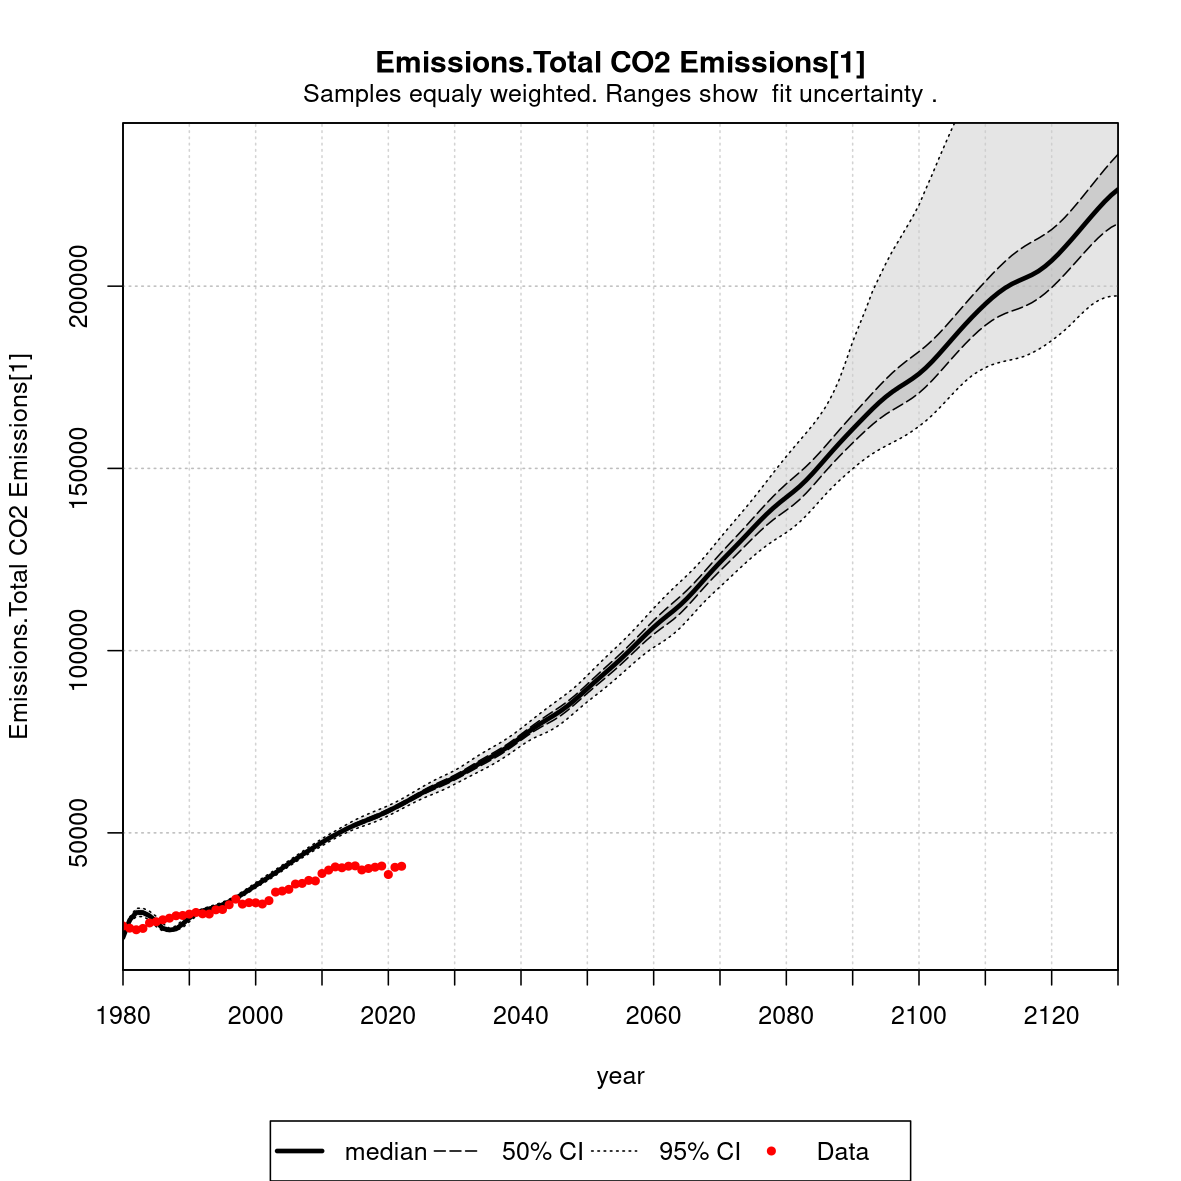 Emissions.Total CO2 Emissions[1]
Samples equaly weighted. Ranges show  fit uncertainty .
Emissions.Total CO2 Emissions[1]
200000
150000
100000
50000
1980 2000 2020 2040 2060 2080 2100 2120
year
median 50% CI 95% CI Data